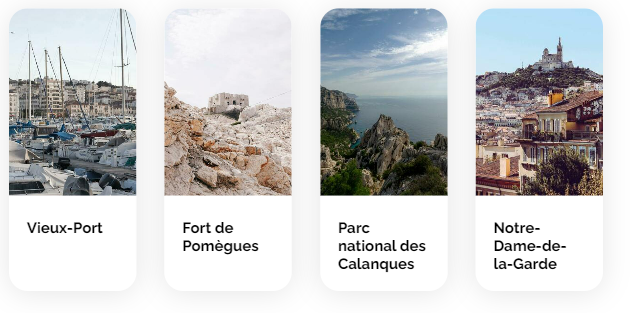 Vieux-Port
Fort de
Pomègues
Parc
national des
Calanques
Notre-
Dame-de-
la-Garde